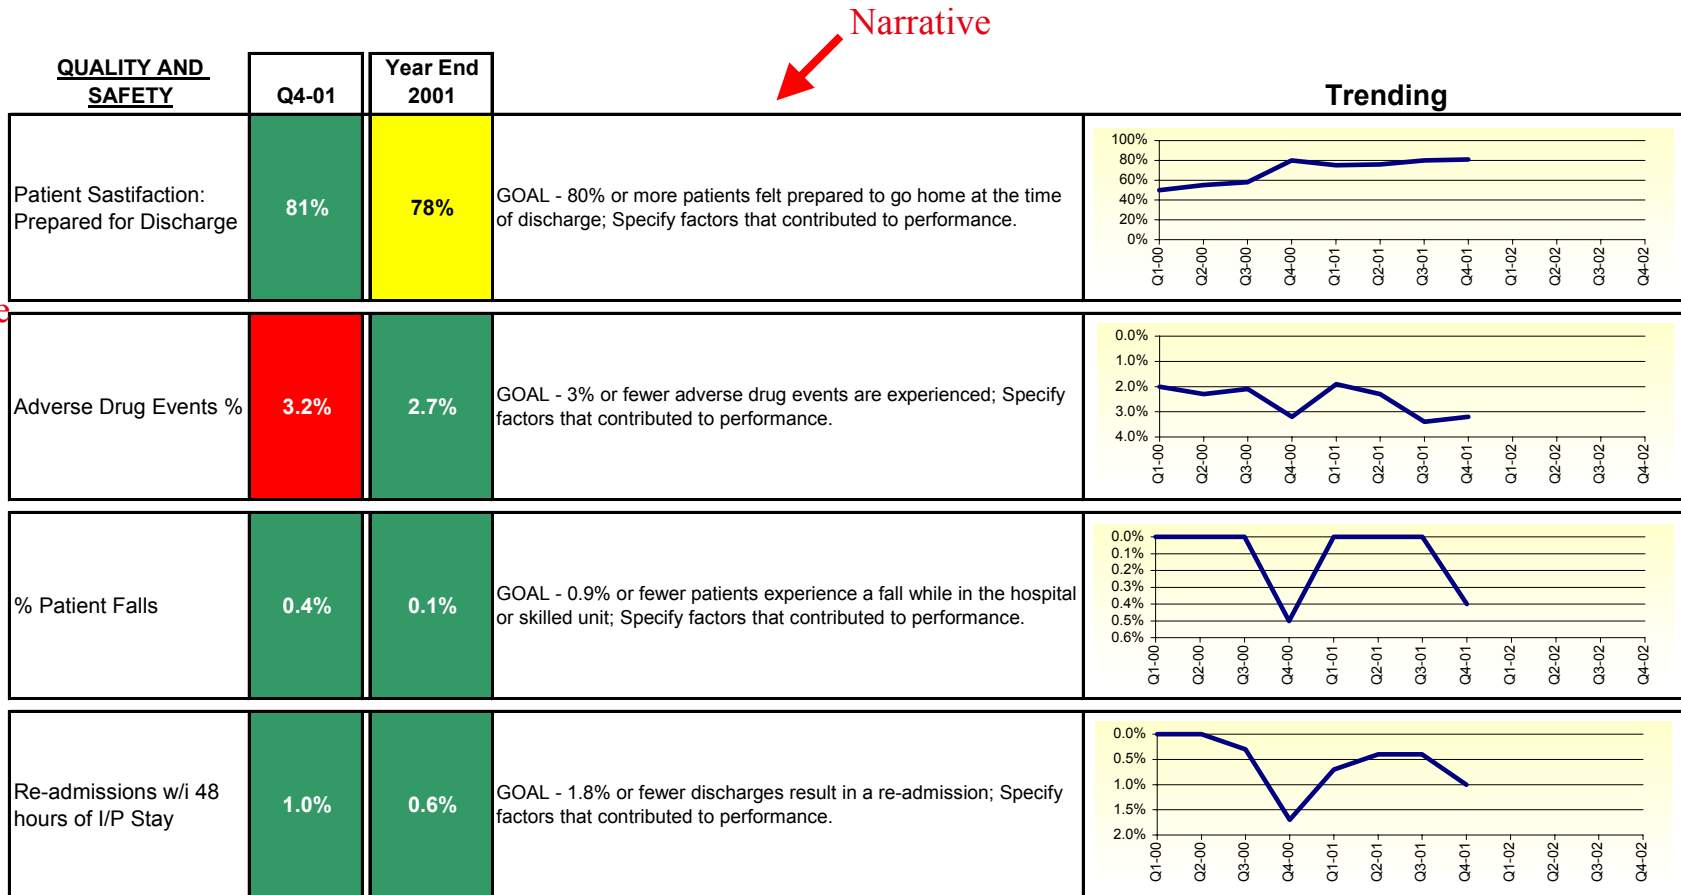 Narrative
QUALITY AND
SAFETY
Q4-01
Year End
2001
Trending
Patient Sastifaction:
Prepared for Discharge
81%
78%
GOAL - 80% or more patients felt prepared to go home at the time
of discharge; Specify factors that contributed to performance.
100%
80%
60%
40%
20%
0%
Q1-00
Q2-00
Q3-00
Q4-00
Q1-01
Q2-01
Q3-01
Q4-01
Q1-02
Q2-02
Q3-02
Q4-02
e
Adverse Drug Events %
3.2%
2.7%
GOAL - 3% or fewer adverse drug events are experienced; Specify
factors that contributed to performance.
0.0%
1.0%
2.0%
3.0%
4.0%
Q1-00
Q2-00
Q3-00
Q4-00
Q1-01
Q2-01
Q3-01
Q4-01
Q1-02
Q2-02
Q3-02
Q4-02
% Patient Falls
0.4%
0.1%
GOAL - 0.9% or fewer patients experience a fall while in the hospital
or skilled unit; Specify factors that contributed to performance.
0.0%
0.1%
0.2%
0.3%
0.4%
0.5%
0.6%
Q1-00
Q2-00
Q3-00
Q4-00
Q1-01
Q2-01
Q3-01
Q4-01
Q1-02
Q2-02
Q3-02
Q4-02
Re-admissions w/i 48
hours of I/P Stay
1.0%
0.6%
GOAL - 1.8% or fewer discharges result in a re-admission; Specify
factors that contributed to performance.
0.0%
0.5%
1.0%
1.5%
2.0%
Q1-00
Q2-00
Q3-00
Q4-00
Q1-01
Q2-01
Q3-01
Q4-01
Q1-02
Q2-02
Q3-02
Q4-02